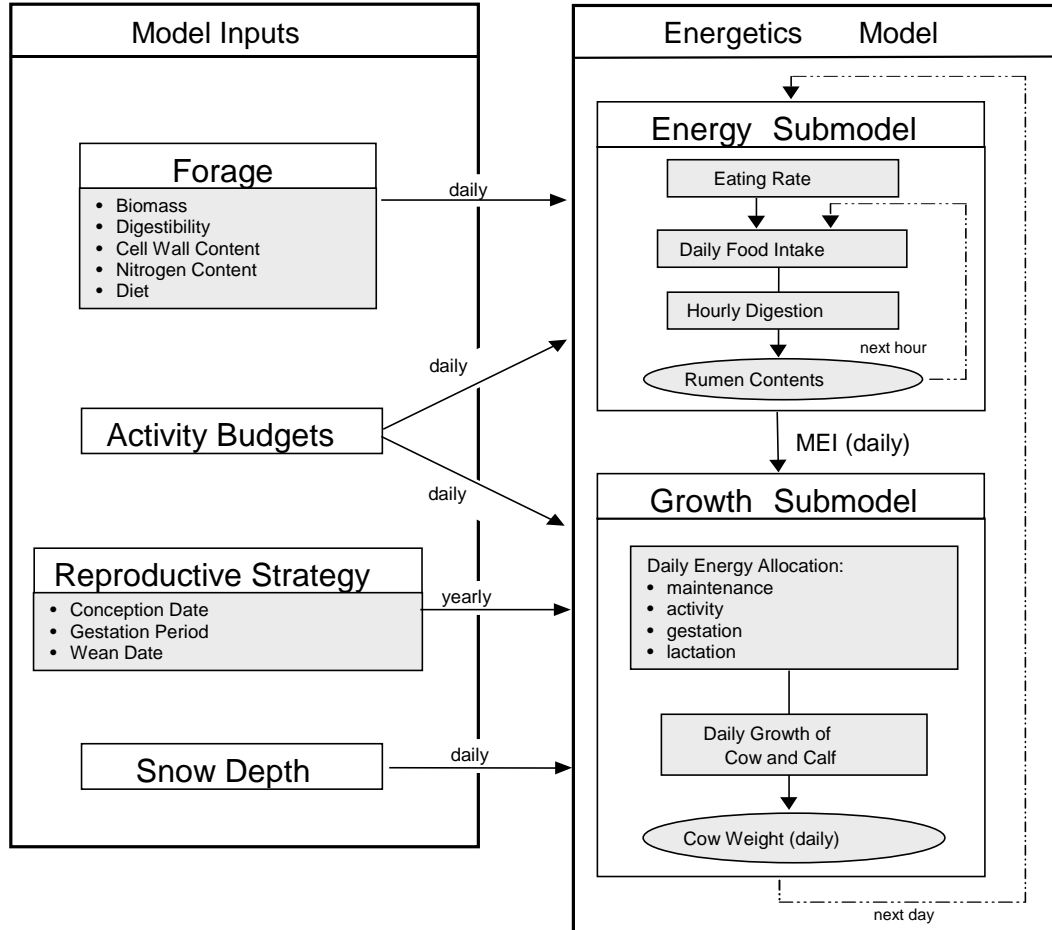 Model Inputs
Forage
• Biomass
• Digestibility
• Cell Wall Content
• Nitrogen Content
• Diet
daily
Activity Budgets
daily
daily
Reproductive Strategy
• Conception Date
• Gestation Period
• Wean Date
yearly
Snow Depth
daily
Energetics Model
Energy Submodel
Eating Rate
Daily Food Intake
Hourly Digestion
next hour
Rumen Contents
MEI (daily)
Growth Submodel
Daily Energy Allocation:
• maintenance
• activity
• gestation
• lactation
Daily Growth of
Cow and Calf
Cow Weight (daily)
next day